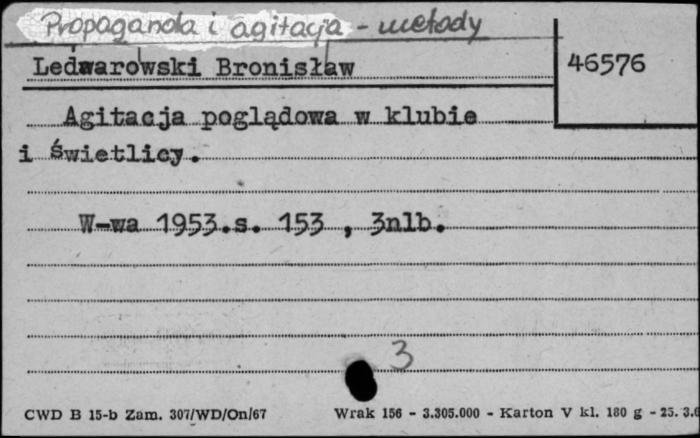 Propaganda i agitacja - metody
Ledwarowski Bronisław
46576
Agitacja poglądowa w klubie
i świetlicy.
W-wa 1953.s. 153 , 3nlb.
3
CWD B 15-b Zam. 307/WD/On/67 Wrak 156 - 3.305.000 - Karton V kl. 180 g - 25. 3.6